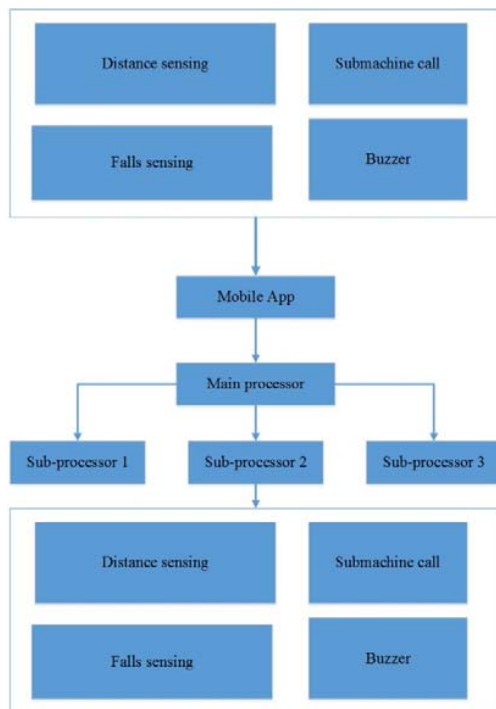 Distance sensing
Submachine call
Falls sensing
Buzzer
Mobile App
Main processor
Sub-processor 1
Sub-processor 2
Sub-processor 3
Distance sensing
Submachine call
Falls sensing
Buzzer